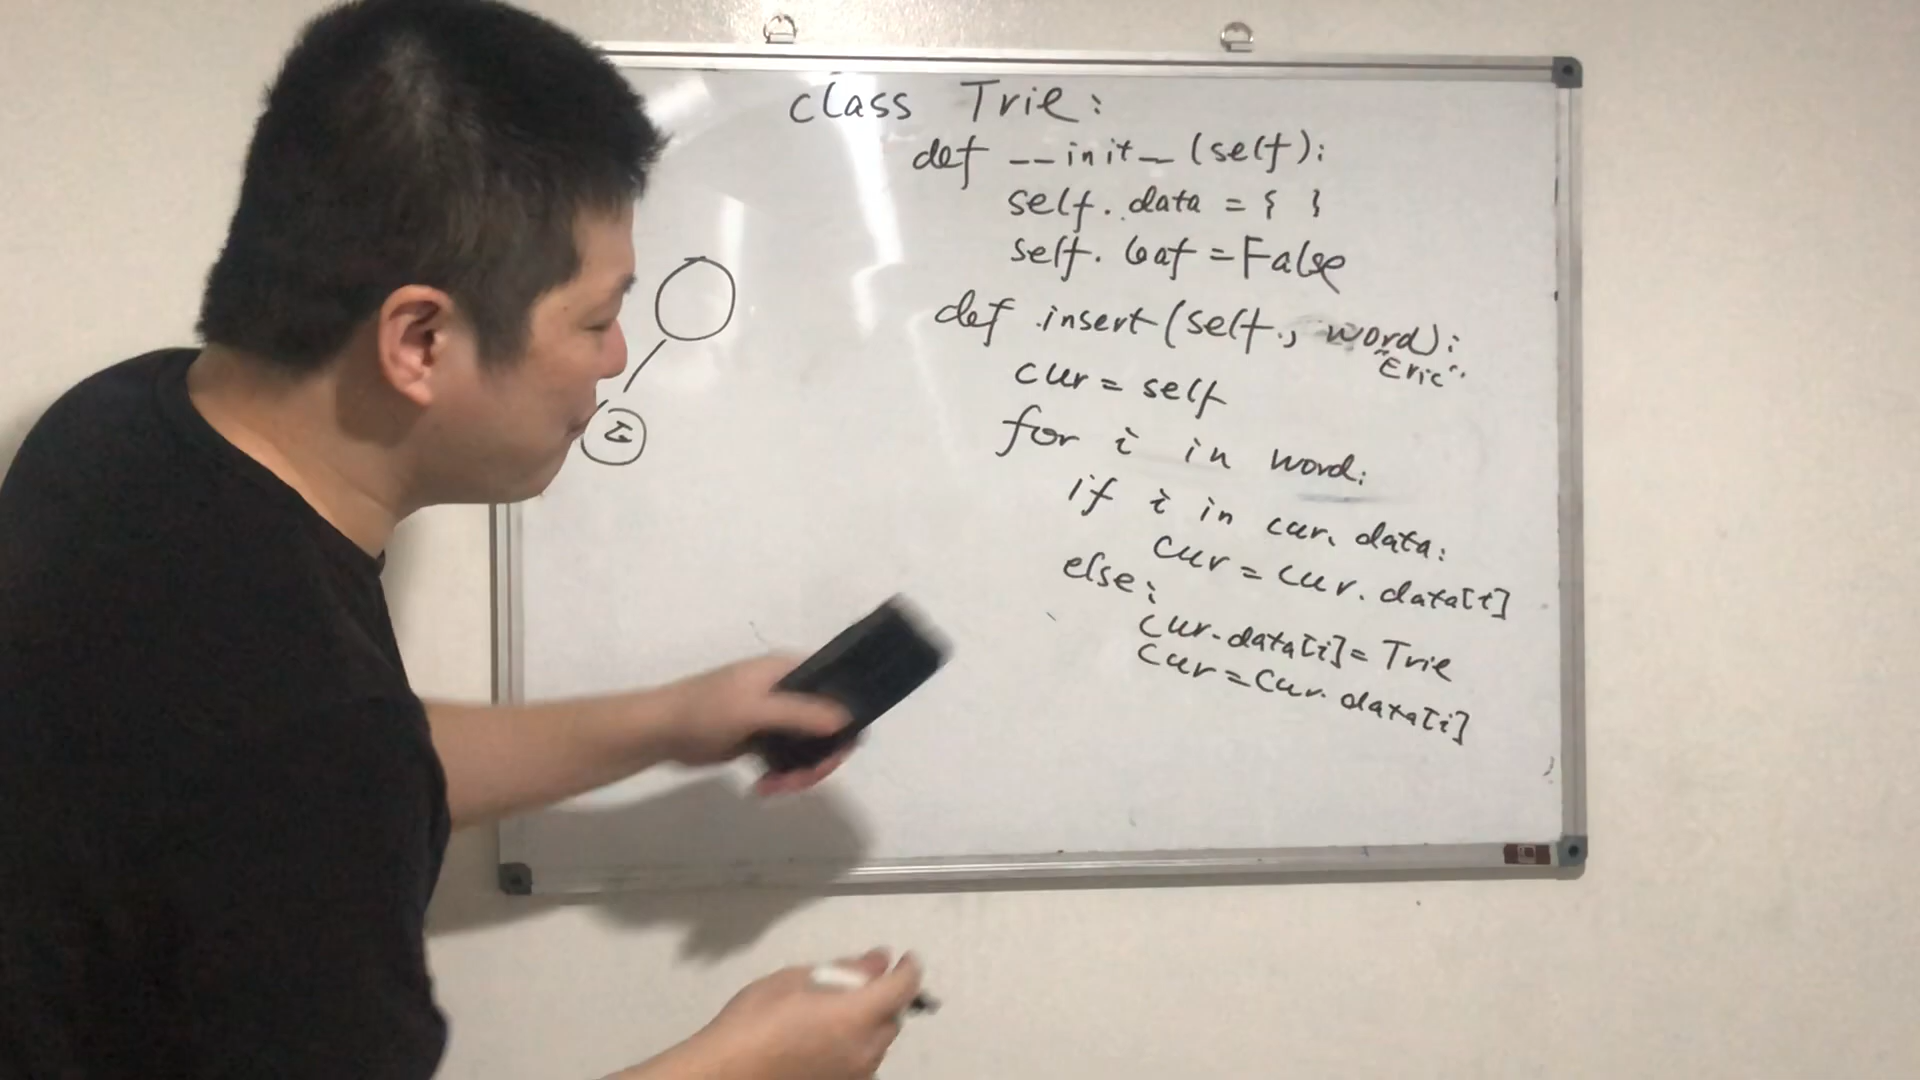 class Trie:
def __init_(self):
self.data = { }
self.leaf = False
def insert(self, word):
"Eric"
cur = self
for i in word:
if i in cur.data:
cur = cur.data[i]
else:
cur.data[i] = Trie
cur = cur.data[i]
E